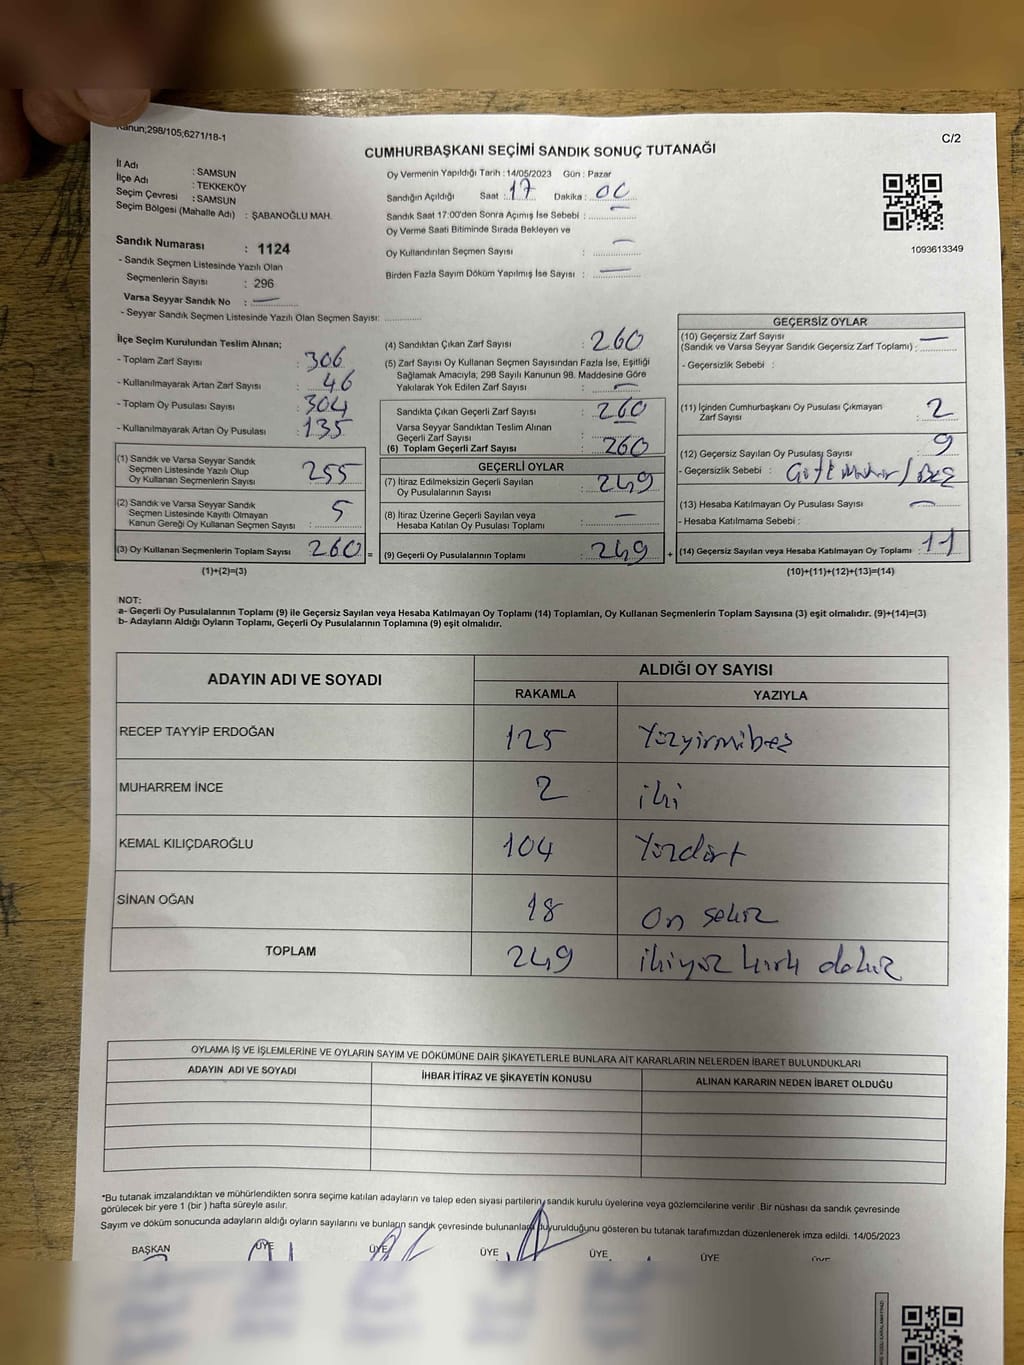 Kanun;298/105;6271/18-1
C/2
CUMHURBAŞKANI SEÇİMİ SANDIK SONUÇ TUTANAĞI
İl Adı : SAMSUN
İlçe Adı : TEKKEKÖY
Seçim Çevresi : SAMSUN
Seçim Bölgesi (Mahalle Adı) : ŞABANOĞLU MAH.
Sandık Numarası : 1124
- Sandık Seçmen Listesinde Yazılı Olan
Seçmenlerin Sayısı : 296
Varsa Seyyar Sandık No : —
- Seyyar Sandık Seçmen Listesinde Yazılı Olan Seçmen Sayısı:
Oy Vermenin Yapıldığı Tarih :14/05/2023 Gün : Pazar
Sandığın Açıldığı Saat : 17 Dakika : 00
Sandık Saat 17:00'den Sonra Açımış İse Sebebi : —
Oy Verme Saati Bitiminde Sırada Bekleyen ve
Oy Kullandırılan Seçmen Sayısı : —
Birden Fazla Sayım Döküm Yapılmış İse Sayısı : —
1093613349
İlçe Seçim Kurulundan Teslim Alınan;
- Toplam Zarf Sayısı : 306
- Kullanılmayarak Artan Zarf Sayısı : 46
- Toplam Oy Pusulası Sayısı : 304
- Kullanılmayarak Artan Oy Pusulası : 135
(1) Sandık ve Varsa Seyyar Sandık
Seçmen Listesinde Yazılı Olup
Oy Kullanan Seçmenlerin Sayısı : 255
(2) Sandık ve Varsa Seyyar Sandık
Seçmen Listesinde Kayıtlı Olmayan
Kanun Gereği Oy Kullanan Seçmen Sayısı : 5
(3) Oy Kullanan Seçmenlerin Toplam Sayısı : 260 =
(1)+(2)=(3)
(4) Sandıktan Çıkan Zarf Sayısı : 260
(5) Zarf Sayısı Oy Kullanan Seçmen Sayısından Fazla İse, Eşitliği
Sağlamak Amacıyla; 298 Sayılı Kanunun 98. Maddesine Göre
Yakılarak Yok Edilen Zarf Sayısı : —
Sandıkta Çıkan Geçerli Zarf Sayısı : 260
Varsa Seyyar Sandıktan Teslim Alınan
Geçerli Zarf Sayısı : —
(6) Toplam Geçerli Zarf Sayısı : 260
GEÇERLİ OYLAR
(7) İtiraz Edilmeksizin Geçerli Sayılan
Oy Pusulalarının Sayısı : 249
(8) İtiraz Üzerine Geçerli Sayılan veya
Hesaba Katılan Oy Pusulası Toplamı : —
(9) Geçerli Oy Pusulalarının Toplamı : 249 +
GEÇERSİZ OYLAR
(10) Geçersiz Zarf Sayısı
(Sandık ve Varsa Seyyar Sandık Geçersiz Zarf Toplamı) : —
- Geçersizlik Sebebi :
(11) İçinden Cumhurbaşkanı Oy Pusulası Çıkmayan
Zarf Sayısı : 2
(12) Geçersiz Sayılan Oy Pusulası Sayısı : 9
- Geçersizlik Sebebi :
(13) Hesaba Katılmayan Oy Pusulası Sayısı : —
- Hesaba Katılmama Sebebi :
(14) Geçersiz Sayılan veya Hesaba Katılmayan Oy Toplamı : 11
(10)+(11)+(12)+(13)=(14)
NOT:
a- Geçerli Oy Pusulalarının Toplamı (9) ile Geçersiz Sayılan veya Hesaba Katılmayan Oy Toplamı (14) Toplamları, Oy Kullanan Seçmenlerin Toplam Sayısına (3) eşit olmalıdır. (9)+(14)=(3)
b- Adayların Aldığı Oyların Toplamı, Geçerli Oy Pusulalarının Toplamına (9) eşit olmalıdır.
ADAYIN ADI VE SOYADI
ALDIĞI OY SAYISI
RAKAMLA YAZIYLA
RECEP TAYYİP ERDOĞAN 125 Yüzyirmibeş
MUHARREM İNCE 2 iki
KEMAL KILIÇDAROĞLU 104 Yüzdört
SİNAN OĞAN 18 On sekiz
TOPLAM 249 ikiyüz kırk dokuz
OYLAMA İŞ VE İŞLEMLERİNE VE OYLARIN SAYIM VE DÖKÜMÜNE DAİR ŞİKAYETLERLE BUNLARA AİT KARARLARIN NELERDEN İBARET BULUNDUKLARI
ADAYIN ADI VE SOYADI İHBAR İTİRAZ VE ŞİKAYETİN KONUSU ALINAN KARARIN NEDEN İBARET OLDUĞU
*Bu tutanak imzalandıktan ve mühürlendikten sonra seçime katılan adayların ve talep eden siyasi partilerin, sandık kurulu üyelerine veya gözlemcilerine verilir .Bir nüshası da sandık çevresinde
görülecek bir yere 1 (bir ) hafta süreyle asılır.
Sayım ve döküm sonucunda adayların aldığı oyların sayılarını ve bunların sandık çevresinde bulunanlara duyurulduğunu gösteren bu tutanak tarafımızdan düzenlenerek imza edildi. 14/05/2023
BAŞKAN ÜYE ÜYE ÜYE ÜYE ÜYE ÜYE